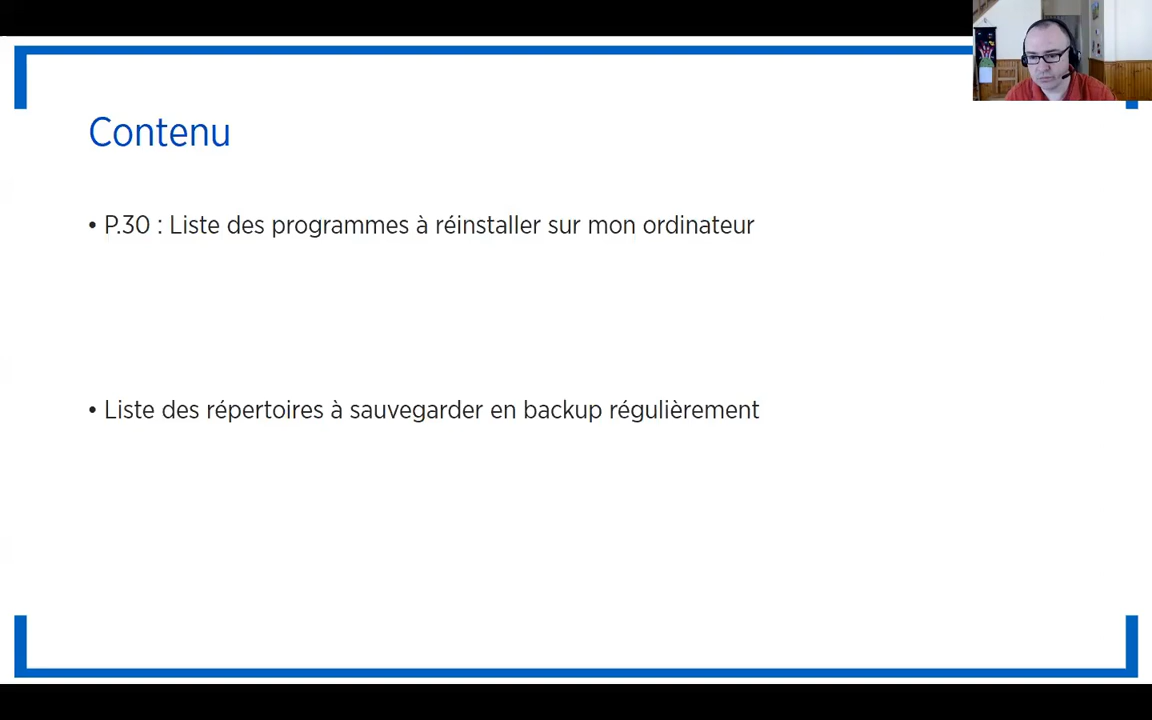 Contenu
• P.30 : Liste des programmes à réinstaller sur mon ordinateur
• Liste des répertoires à sauvegarder en backup régulièrement